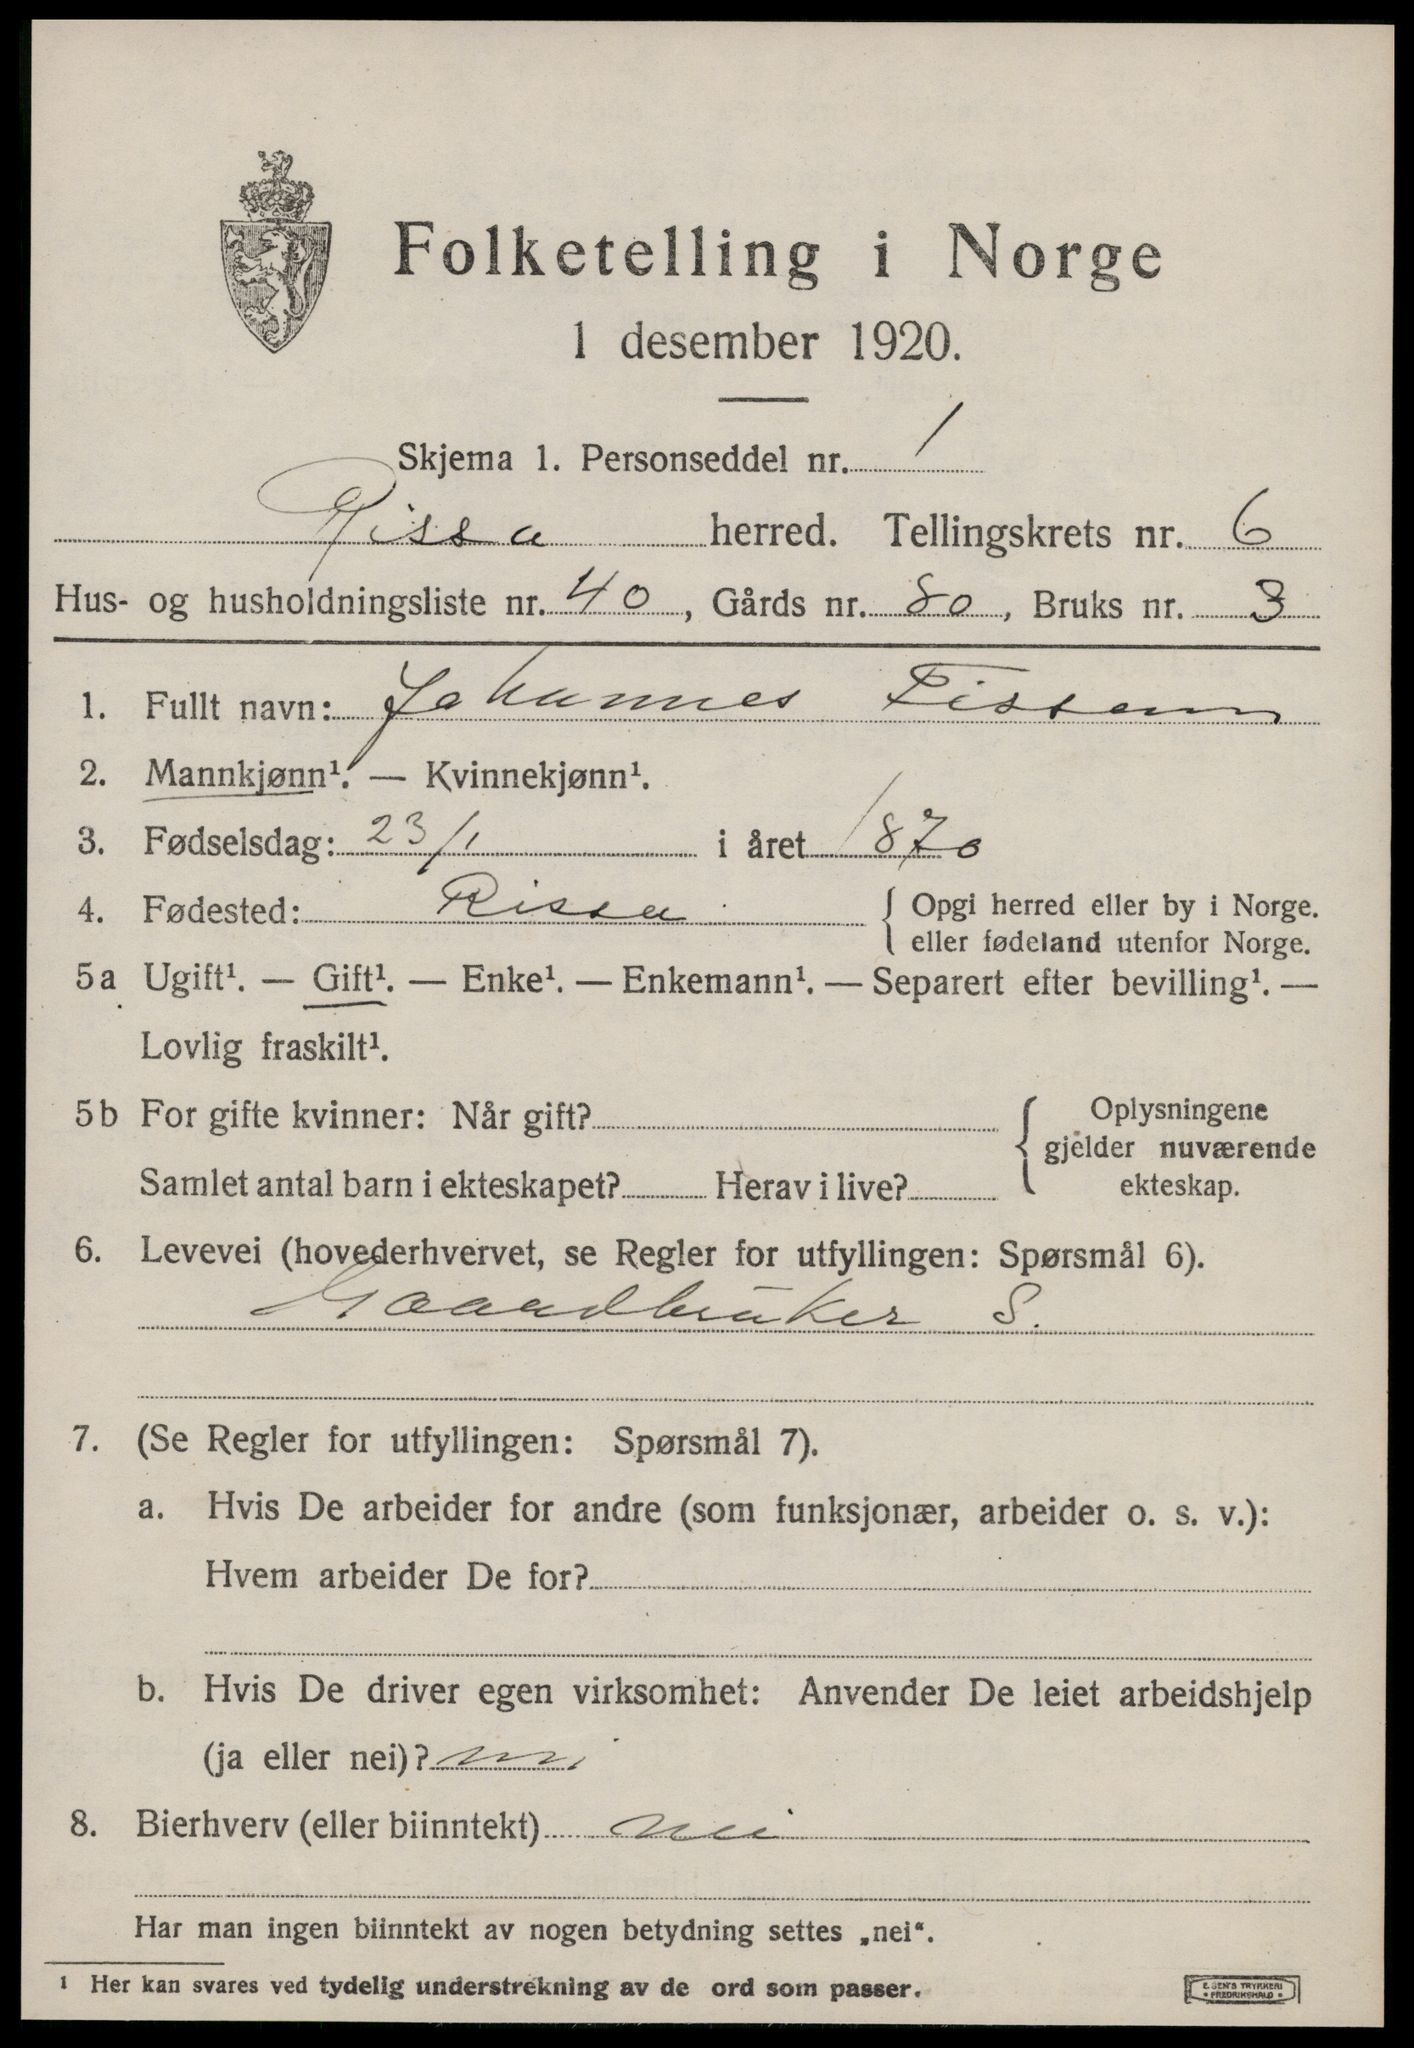 Folketelling i Norge
1 desember 1920.
Skjema 1. Personseddel nr. 1
Rissa herred. Tellingskrets nr. 6
Hus- og husholdningsliste nr. 40, Gårds nr. 80, Bruks nr. 3
1. Fullt navn: Johannes
2. Mannkjønn¹. — Kvinnekjønn¹.
3. Fødselsdag: 23/1 i året 1870
4. Fødested: Rissa { Opgi herred eller by i Norge.
eller fødeland utenfor Norge.
5a Ugift¹. — Gift¹. — Enke¹. — Enkemann¹. — Separert efter bevilling¹. —
Lovlig fraskilt¹.
5b For gifte kvinner: Når gift? { Oplysningene
gjelder nuværende
Samlet antal barn i ekteskapet? Herav i live? ekteskap.
6. Levevei (hovederhvervet, se Regler for utfyllingen: Spørsmål 6).
Gaardbruker S.
7. (Se Regler for utfyllingen: Spørsmål 7).
a. Hvis De arbeider for andre (som funksjonær, arbeider o. s. v.):
Hvem arbeider De for?
b. Hvis De driver egen virksomhet: Anvender De leiet arbeidshjelp
(ja eller nei)? nei
8. Bierhverv (eller biinntekt) nei
Har man ingen biinntekt av nogen betydning settes „nei“.
¹ Her kan svares ved tydelig understrekning av de ord som passer.
E. SEN'S TRYKKERI
FREDRIKSHALD